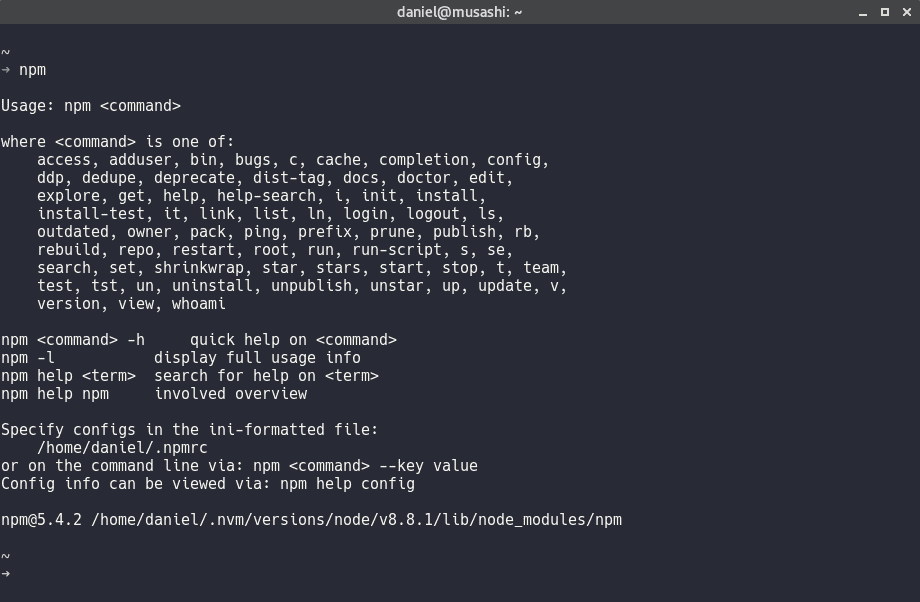 daniel@musashi: ~
~
→ npm
Usage: npm <command>
where <command> is one of:
    access, adduser, bin, bugs, c, cache, completion, config,
    ddp, dedupe, deprecate, dist-tag, docs, doctor, edit,
    explore, get, help, help-search, i, init, install,
    install-test, it, link, list, ln, login, logout, ls,
    outdated, owner, pack, ping, prefix, prune, publish, rb,
    rebuild, repo, restart, root, run, run-script, s, se,
    search, set, shrinkwrap, star, stars, start, stop, t, team,
    test, tst, un, uninstall, unpublish, unstar, up, update, v,
    version, view, whoami
npm <command> -h     quick help on <command>
npm -l           display full usage info
npm help <term>  search for help on <term>
npm help npm     involved overview
Specify configs in the ini-formatted file:
    /home/daniel/.npmrc
or on the command line via: npm <command> --key value
Config info can be viewed via: npm help config
npm@5.4.2 /home/daniel/.nvm/versions/node/v8.8.1/lib/node_modules/npm
~
→